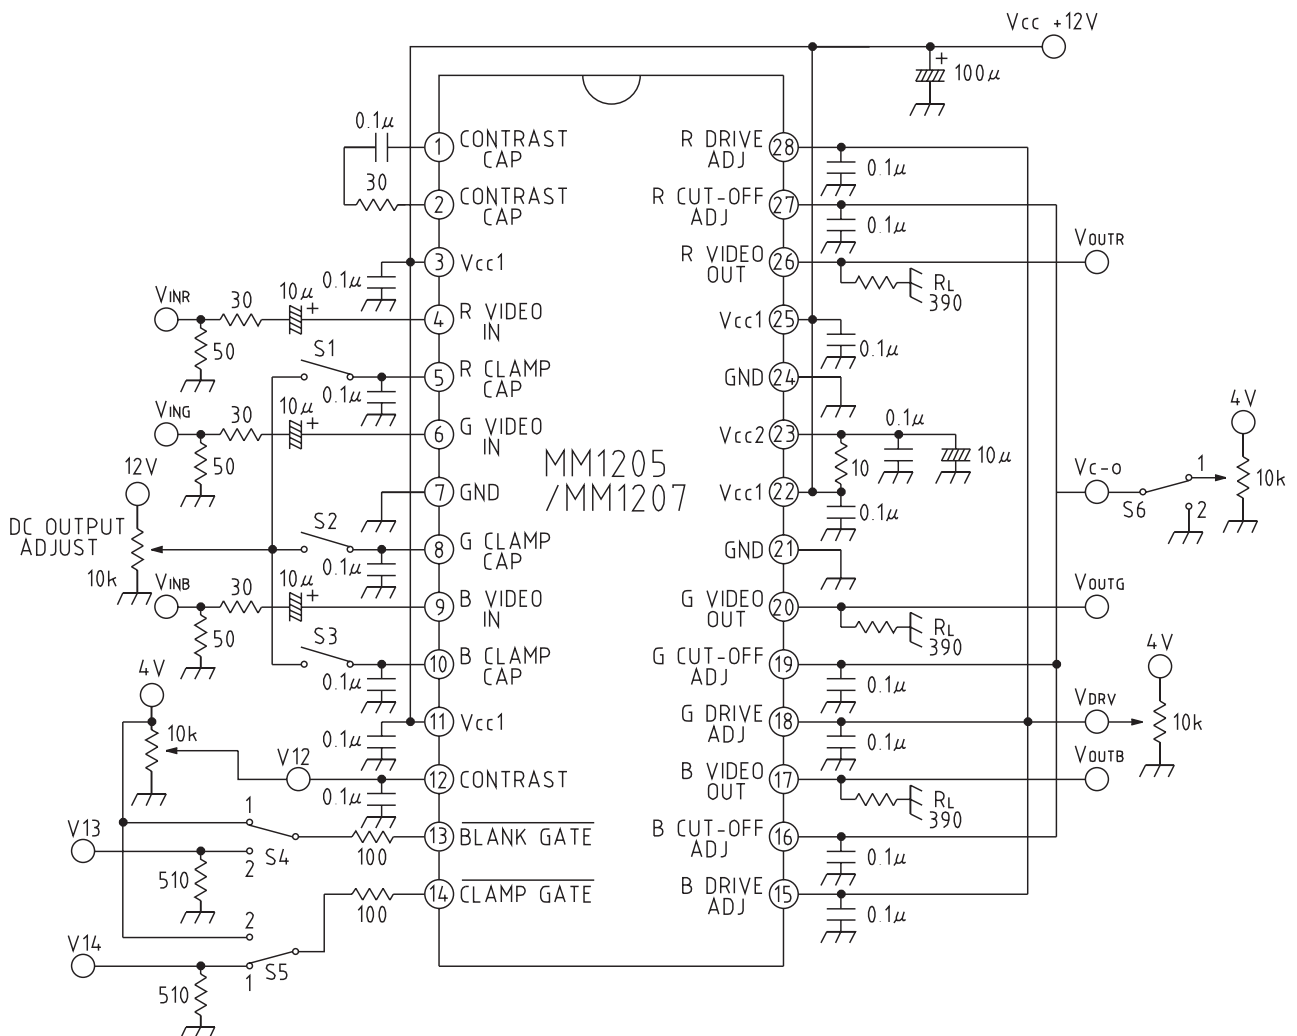 Vcc +12V
100μ
0.1μ
1
CONTRAST
CAP
30
2
CONTRAST
CAP
3
Vcc1
0.1μ
VINR
30
10μ
+
4
R VIDEO
IN
50
S1
5
R CLAMP
CAP
0.1μ
VING
30
10μ
+
6
G VIDEO
IN
50
12V
7
GND
DC OUTPUT
ADJUST
10k
S2
8
G CLAMP
CAP
0.1μ
VINB
30
10μ
+
9
B VIDEO
IN
50
S3
10
B CLAMP
CAP
0.1μ
4V
10k
11
Vcc1
0.1μ
V12
12
CONTRAST
0.1μ
V13
1
2
S4
510
100
13
BLANK GATE
14
CLAMP GATE
100
V14
2
1
S5
510
MM1205
/MM1207
+
R DRIVE
ADJ
28
0.1μ
R CUT-OFF
ADJ
27
0.1μ
R VIDEO
OUT
26
RL
390
VOUTR
Vcc1
25
0.1μ
GND
24
Vcc2
23
0.1μ
10μ
10
Vcc1
22
0.1μ
GND
21
VC-O
S6
1
2
4V
10k
G VIDEO
OUT
20
RL
390
VOUTG
G CUT-OFF
ADJ
19
0.1μ
G DRIVE
ADJ
18
0.1μ
VDRV
4V
10k
B VIDEO
OUT
17
RL
390
VOUTB
B CUT-OFF
ADJ
16
0.1μ
B DRIVE
ADJ
15
0.1μ